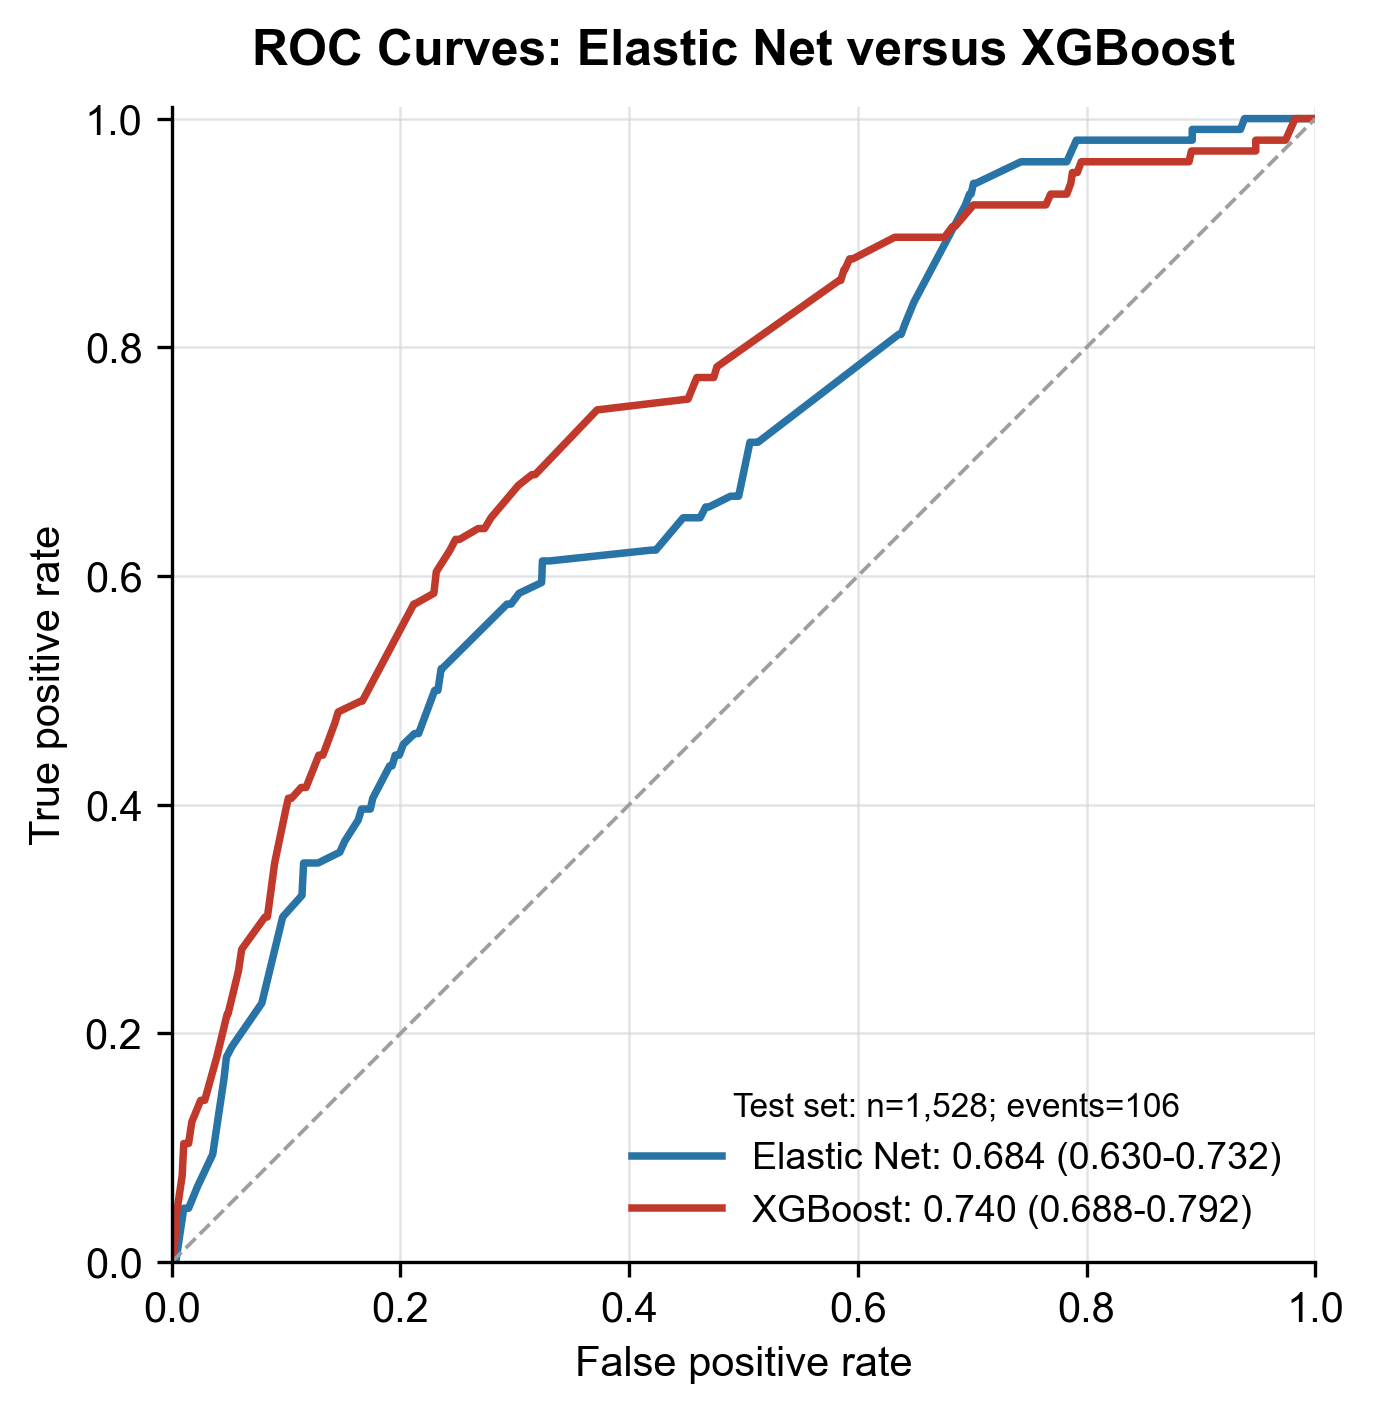 ROC Curves: Elastic Net versus XGBoost
1.0
0.8
0.6
0.4
0.2
0.0
True positive rate
Test set: n=1,528; events=106
Elastic Net: 0.684 (0.630-0.732)
XGBoost: 0.740 (0.688-0.792)
0.0 0.2 0.4 0.6 0.8 1.0
False positive rate